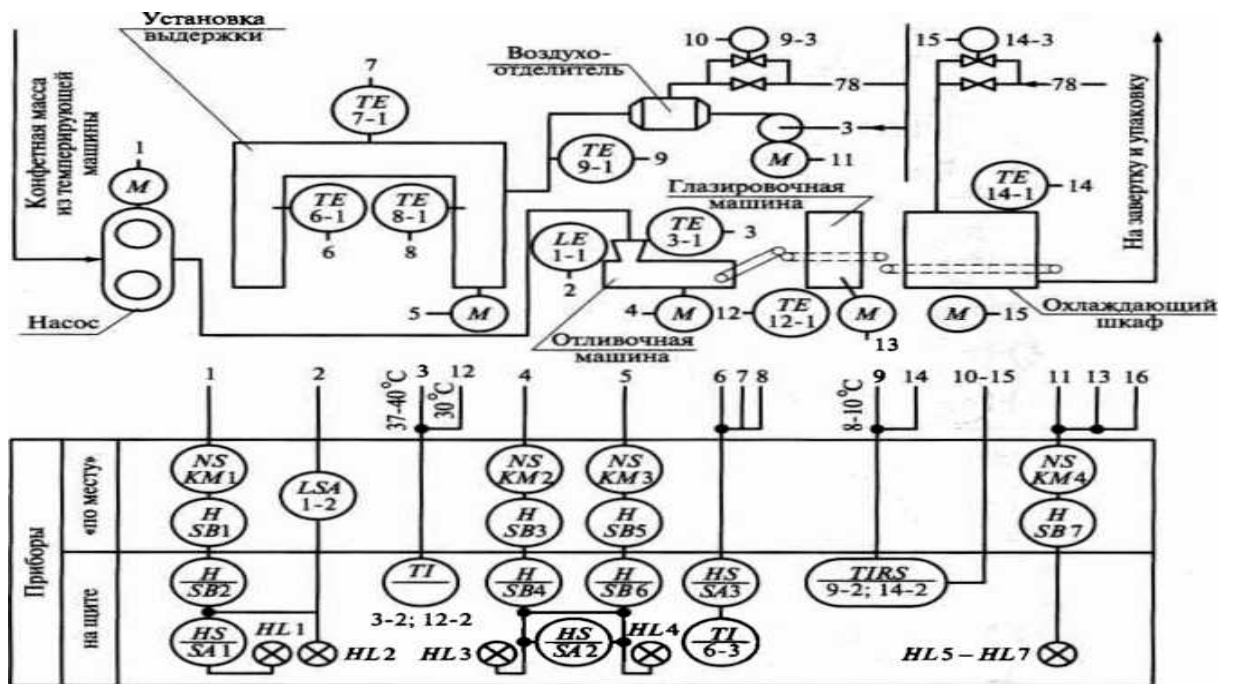 Установка
выдержки
7
TE
7-1
Конфетная масса
из темперирующей
машины
1
M
Насос
TE
6-1
6
TE
8-1
8
5
M
Воздухо-
отделитель
10
9-3
78
15
14-3
78
3
TE
9-1
9
M
11
Глазировочная
машина
TE
14-1
14
На завертку и упаковку
LE
1-1
2
TE
3-1
3
4
M
12
TE
12-1
M
13
M
15
Отливочная
машина
Охлаждающий
шкаф
1
2
37-40°C
3
30°C
12
4
5
6
7
8
8-10°C
9
14
10-15
11
13
16
Приборы
«по месту»
NS
KM1
H
SB1
LSA
1-2
NS
KM2
H
SB3
NS
KM3
H
SB5
NS
KM4
H
SB7
на щите
H
SB2
HS
SA1
HL1
HL2
TI
3-2; 12-2
H
SB4
HL3
HS
SA2
H
SB6
HL4
HS
SA3
TI
6-3
TIRS
9-2; 14-2
HL5-HL7